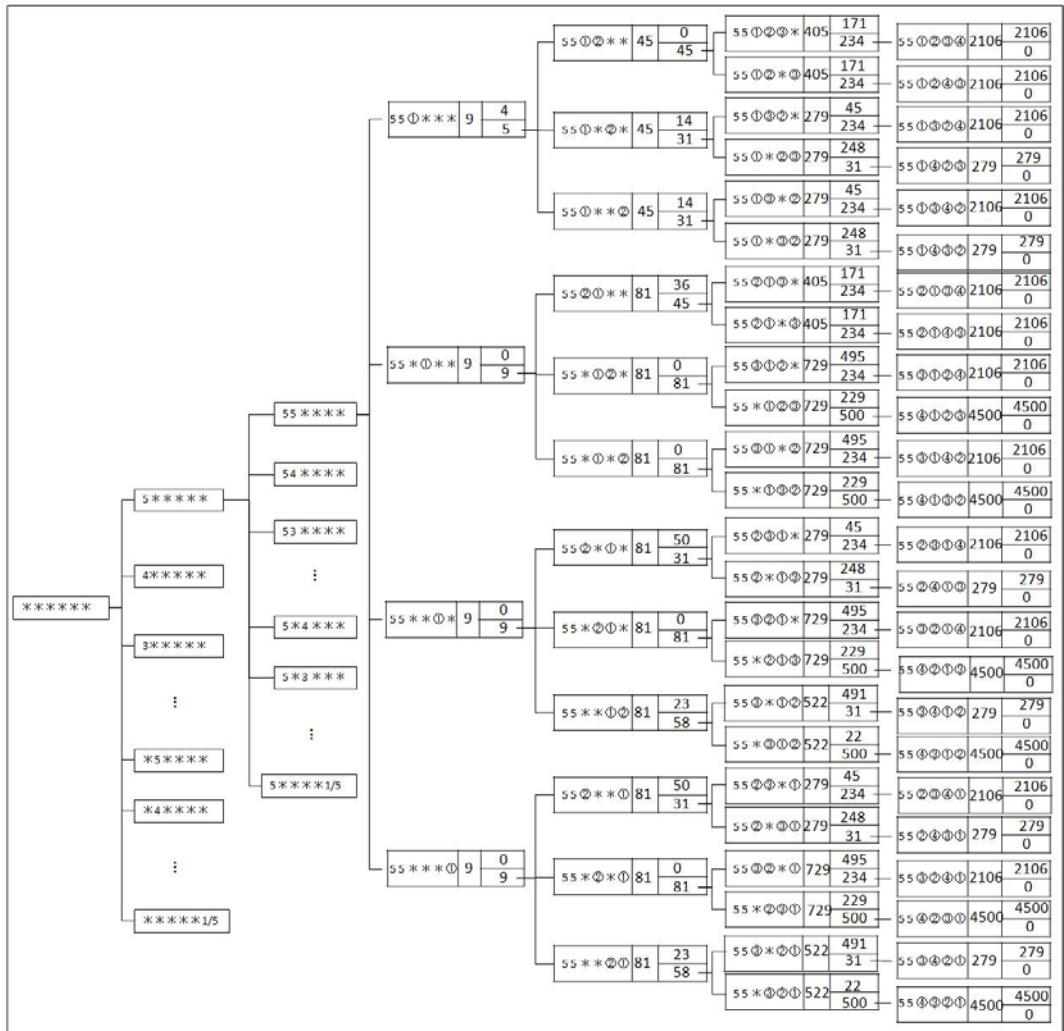 ******
5*****
4*****
3*****
⋮
*5****
*4****
⋮
*****1/5
55****
54****
53****
⋮
5*4***
5*3***
⋮
5****1/5
55①*** 9 4 5
55*①** 9 0 9
55**①* 9 0 9
55***① 9 0 9
55①②** 45 0 45
55①*②* 45 14 31
55①**② 45 14 31
55②①** 81 36 45
55*①②* 81 0 81
55*①*② 81 0 81
55②*①* 81 50 31
55*②①* 81 0 81
55**①② 81 23 58
55②**① 81 50 31
55*②*① 81 0 81
55**②① 81 23 58
55①②③* 405 171 234
55①②*③ 405 171 234
55①③②* 279 45 234
55①*②③ 279 248 31
55①③*② 279 45 234
55①*③② 279 248 31
55②①③* 405 171 234
55②①*③ 405 171 234
55③①②* 729 495 234
55*①②③ 729 229 500
55③①*② 729 495 234
55*①③② 729 229 500
55②③①* 279 45 234
55②*①③ 279 248 31
55③②①* 729 495 234
55*②①③ 729 229 500
55③*①② 522 491 31
55*③①② 522 22 500
55②③*① 279 45 234
55②*③① 279 248 31
55③②*① 729 495 234
55*②③① 729 229 500
55③*②① 522 491 31
55*③②① 522 22 500
55①②③④ 2106 2106 0
55①②④③ 2106 2106 0
55①③②④ 2106 2106 0
55①④②③ 279 279 0
55①③④② 2106 2106 0
55①④③② 279 279 0
55②①③④ 2106 2106 0
55②①④③ 2106 2106 0
55③①②④ 2106 2106 0
55④①②③ 4500 4500 0
55③①④② 2106 2106 0
55④①③② 4500 4500 0
55②③①④ 2106 2106 0
55②④①③ 279 279 0
55③②①④ 2106 2106 0
55④②①③ 4500 4500 0
55③④①② 279 279 0
55④③①② 4500 4500 0
55②③④① 2106 2106 0
55②④③① 279 279 0
55③②④① 2106 2106 0
55④②③① 4500 4500 0
55③④②① 279 279 0
55④③②① 4500 4500 0